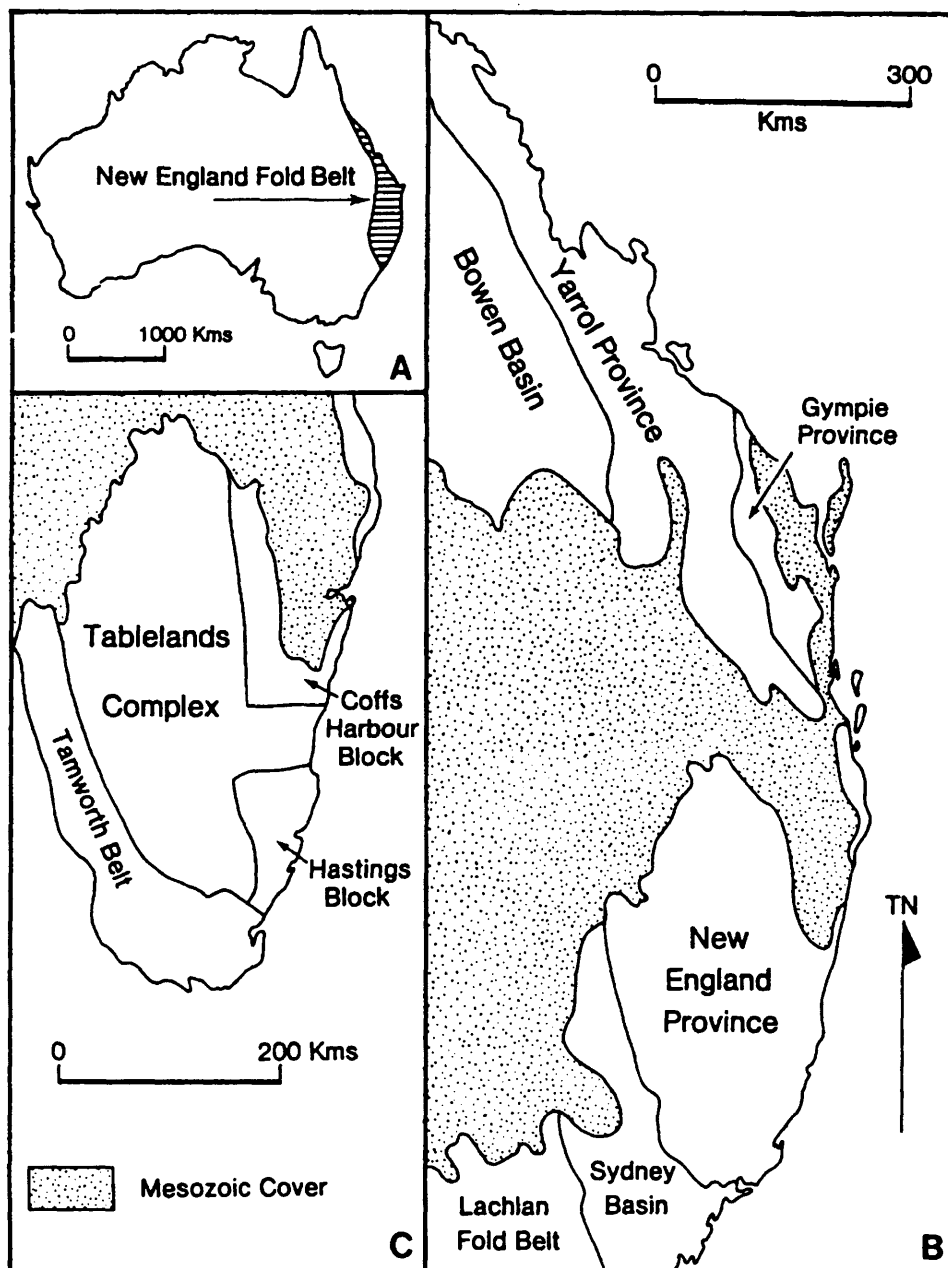 New England Fold Belt
0 1000 Kms
A
0 300
Kms
Bowen Basin
Yarrol Province
Gympie
Province
TN
New
England
Province
Sydney
Basin
Lachlan
Fold Belt
B
Tablelands
Complex
Coffs
Harbour
Block
Tamworth Belt
Hastings
Block
0 200 Kms
Mesozoic Cover
C